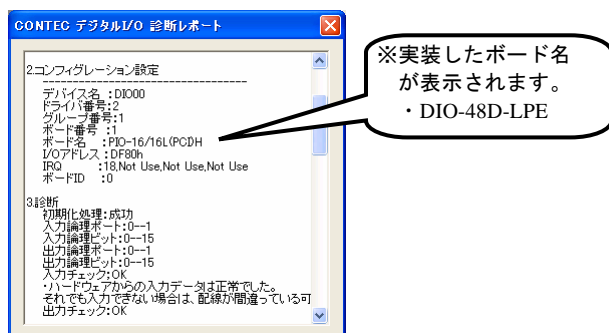 CONTEC デジタルI/O 診断レポート
2.コンフィグレーション設定
----------------------------------
デバイス名 :DIO00
ドライバ番号:2
グループ番号:1
ボード番号 :1
ボード名 :PIO-16/16L(PCI)H
I/Oアドレス :DF80h
IRQ :18,Not Use,Not Use,Not Use
ボードID :0
3.診断
初期化処理:成功
入力論理ポート:0--1
入力論理ビット:0--15
出力論理ポート:0--1
出力論理ビット:0--15
入力チェック:OK
・ハードウェアからの入力データは正常でした。
それでも入力できない場合は、配線が間違っている可
出力チェック:OK
※実装したボード名
が表示されます。
・DIO-48D-LPE